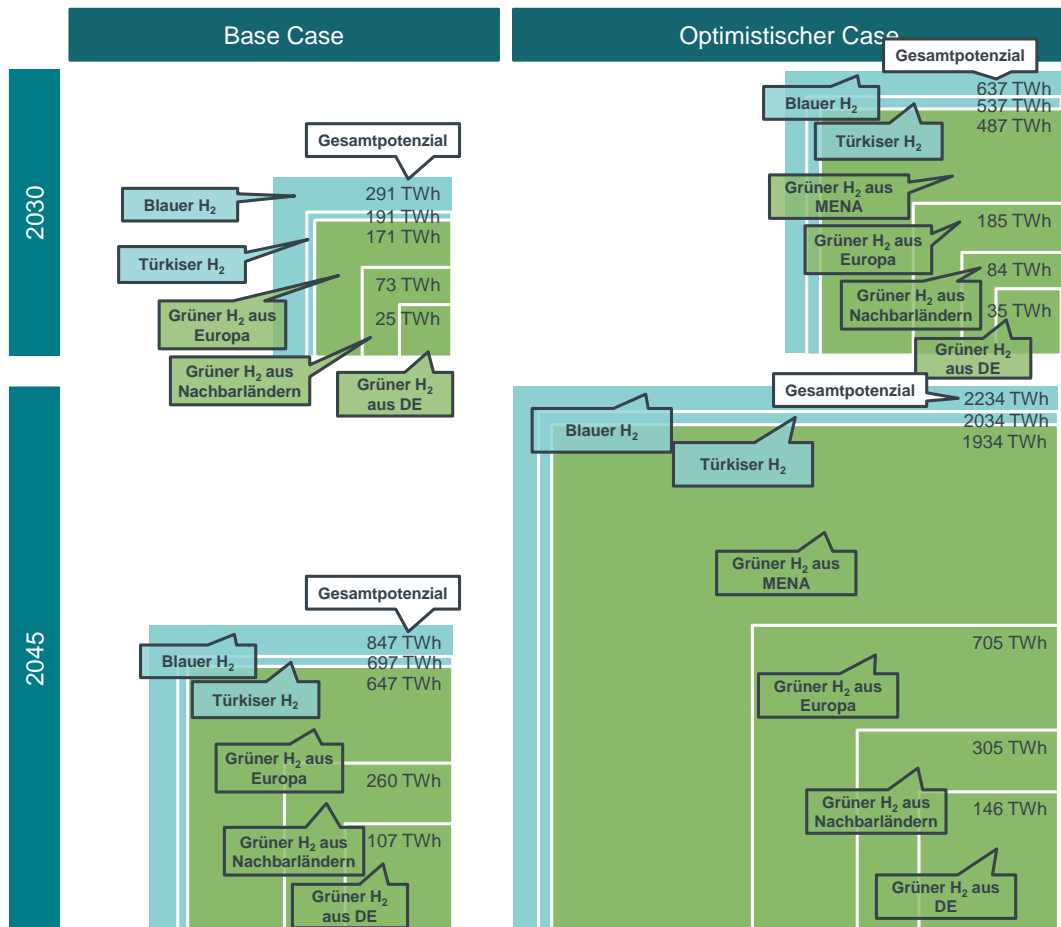 Base Case
Optimistischer Case
2030
Gesamtpotenzial
291 TWh
Blauer H₂
191 TWh
171 TWh
Türkiser H₂
73 TWh
Grüner H₂ aus
Europa
25 TWh
Grüner H₂ aus
Nachbarländern
Grüner H₂
aus DE
Gesamtpotenzial
637 TWh
Blauer H₂
537 TWh
487 TWh
Türkiser H₂
Grüner H₂ aus
MENA
185 TWh
Grüner H₂ aus
Europa
84 TWh
Grüner H₂ aus
Nachbarländern
35 TWh
Grüner H₂
aus DE
2045
Gesamtpotenzial
847 TWh
Blauer H₂
697 TWh
647 TWh
Türkiser H₂
Grüner H₂ aus
Europa
260 TWh
107 TWh
Grüner H₂ aus
Nachbarländern
Grüner H₂
aus DE
Gesamtpotenzial
2234 TWh
2034 TWh
Blauer H₂
1934 TWh
Türkiser H₂
Grüner H₂ aus
MENA
705 TWh
Grüner H₂ aus
Europa
305 TWh
Grüner H₂ aus
Nachbarländern
146 TWh
Grüner H₂ aus
DE